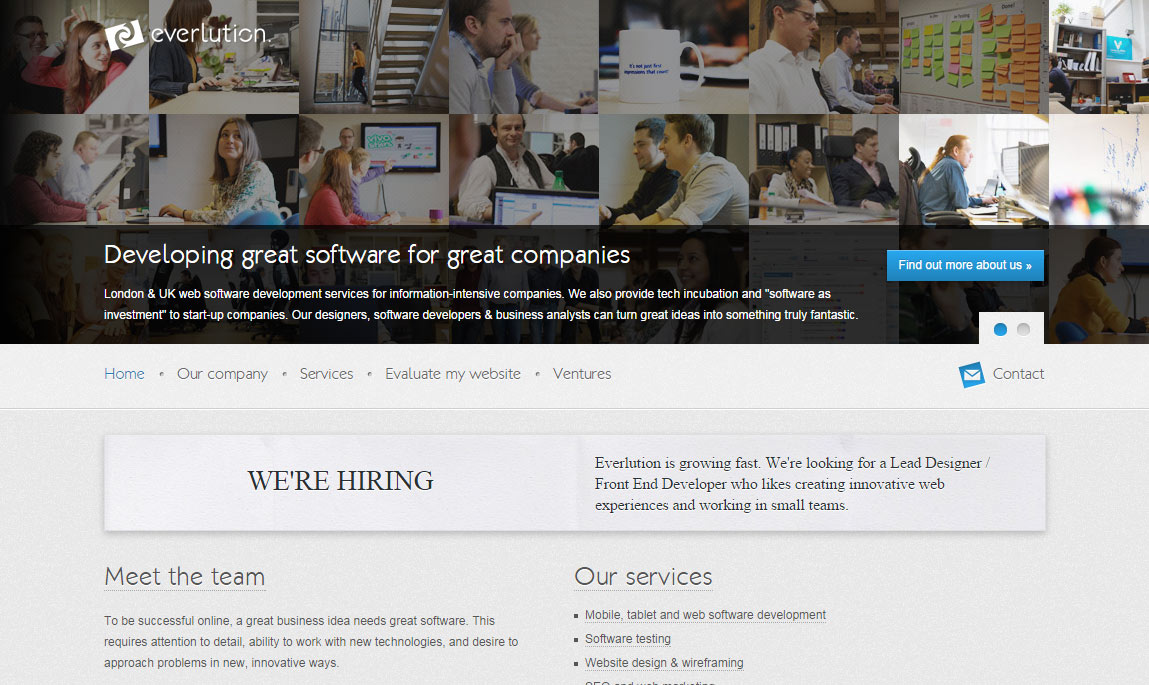 everlution.
It's not just first
impressions that count!
Developing great software for great companies
Find out more about us »
London & UK web software development services for information-intensive companies. We also provide tech incubation and "software as
investment" to start-up companies. Our designers, software developers & business analysts can turn great ideas into something truly fantastic.
Home • Our company • Services • Evaluate my website • Ventures
Contact
WE'RE HIRING
Everlution is growing fast. We're looking for a Lead Designer /
Front End Developer who likes creating innovative web
experiences and working in small teams.
Meet the team
To be successful online, a great business idea needs great software. This
requires attention to detail, ability to work with new technologies, and desire to
approach problems in new, innovative ways.
Our services
Mobile, tablet and web software development
Software testing
Website design & wireframing
SEO and web marketing